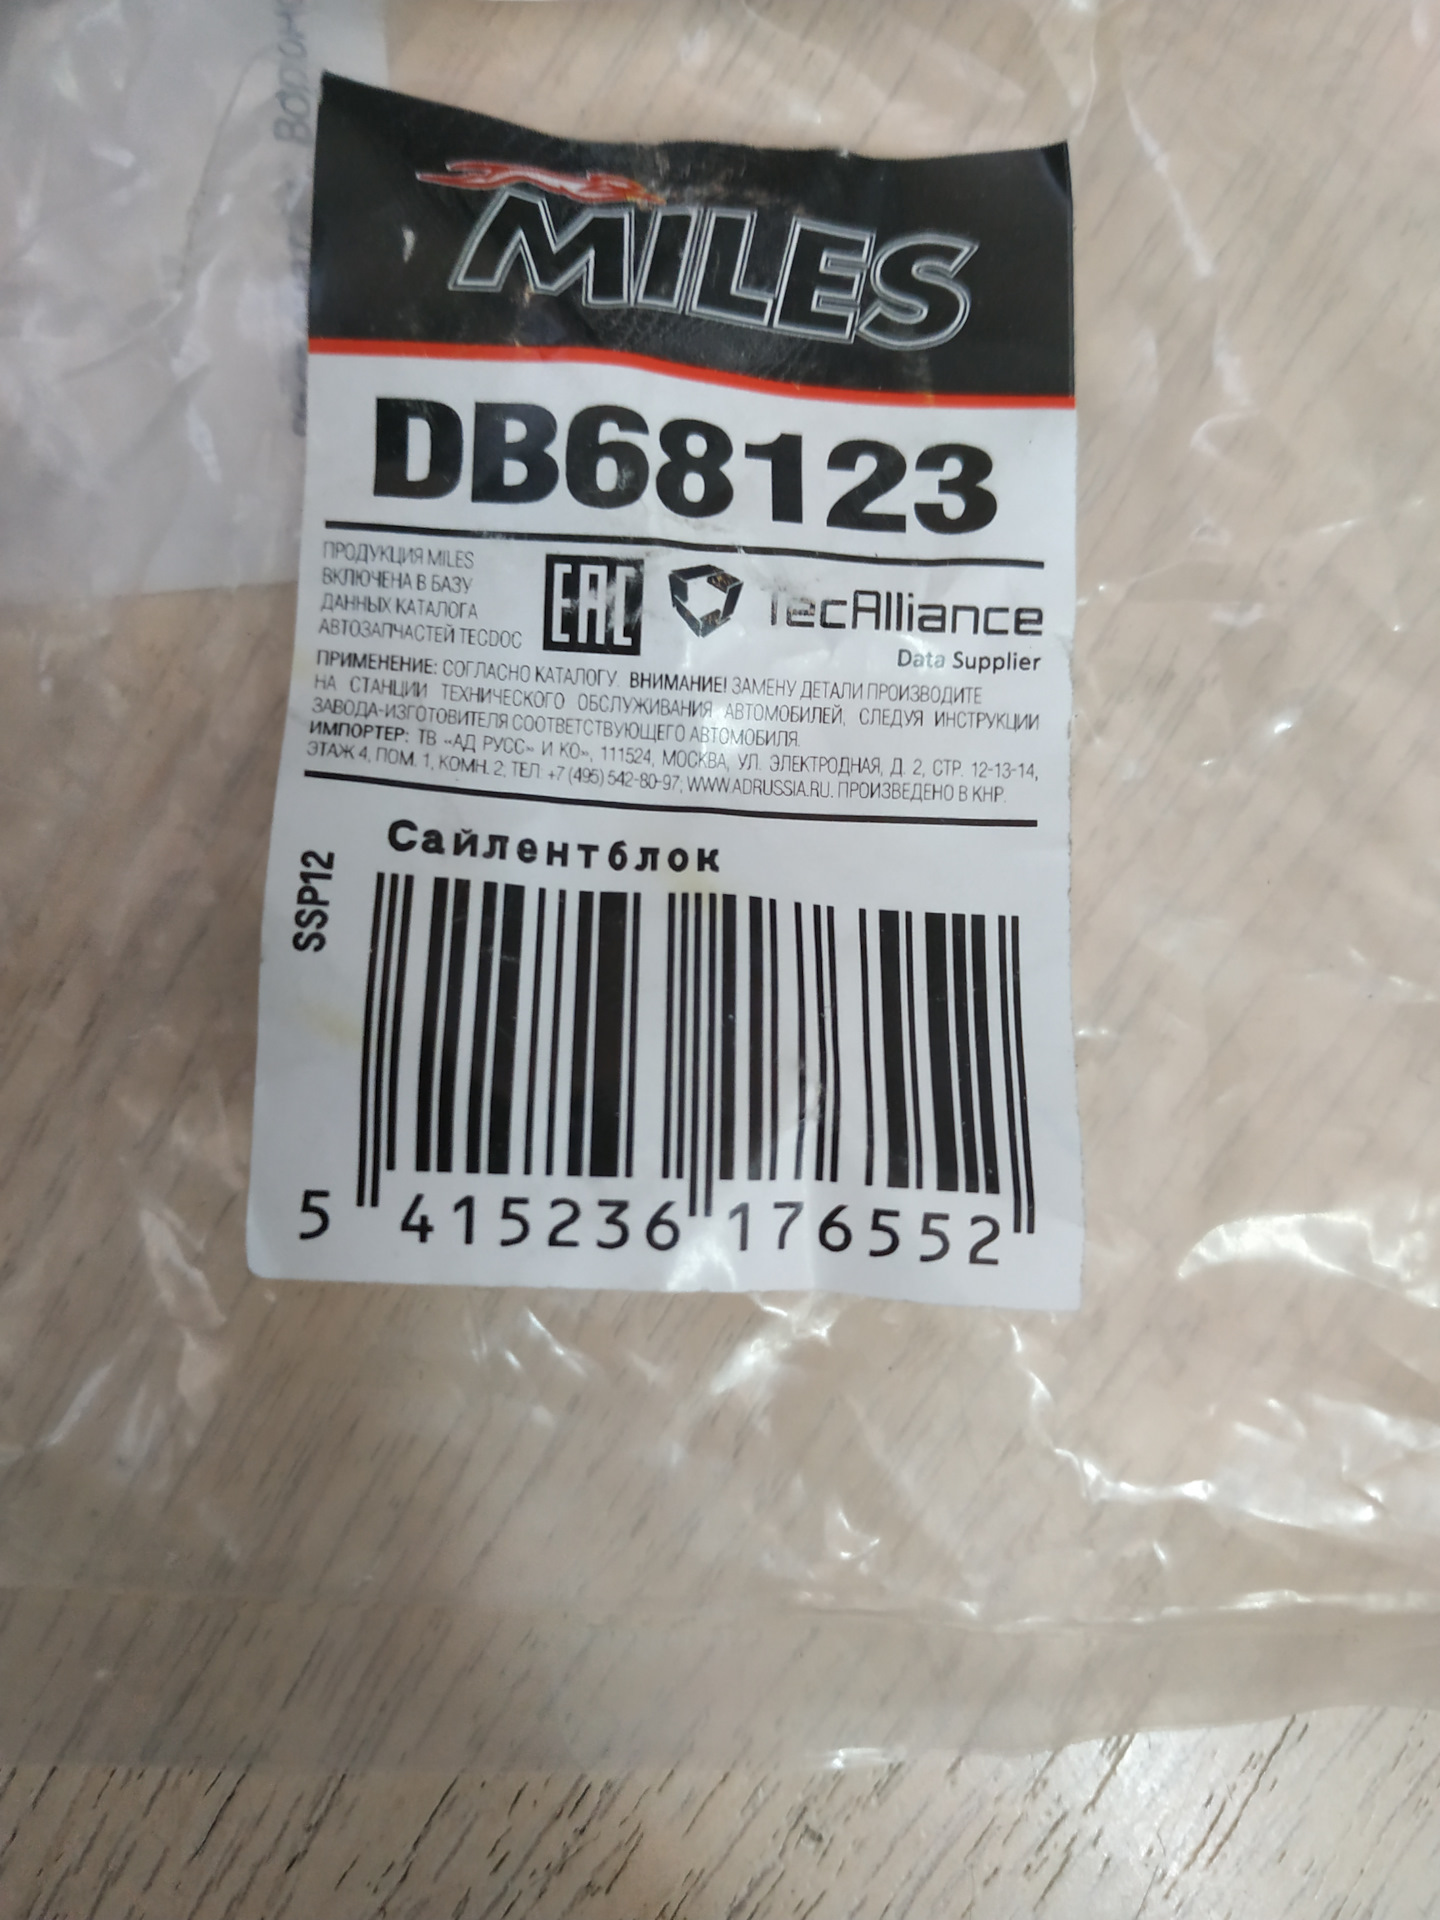 MILES
DB68123
ПРОДУКЦИЯ MILES
ВКЛЮЧЕНА В БАЗУ
ДАННЫХ КАТАЛОГА
АВТОЗАПЧАСТЕЙ TECDOC
EAC
TecAlliance
Data Supplier
ПРИМЕНЕНИЕ: СОГЛАСНО КАТАЛОГУ. ВНИМАНИЕ! ЗАМЕНУ ДЕТАЛИ ПРОИЗВОДИТЕ
НА СТАНЦИИ ТЕХНИЧЕСКОГО ОБСЛУЖИВАНИЯ АВТОМОБИЛЕЙ, СЛЕДУЯ ИНСТРУКЦИИ
ЗАВОДА-ИЗГОТОВИТЕЛЯ СООТВЕТСТВУЮЩЕГО АВТОМОБИЛЯ.
ИМПОРТЕР: ТВ «АД РУСС» И КО», 111524, МОСКВА, УЛ. ЭЛЕКТРОДНАЯ, Д. 2, СТР. 12-13-14,
ЭТАЖ 4, ПОМ. 1, КОМН. 2; ТЕЛ. +7 (495) 542-80-97; WWW.ADRUSSIA.RU. ПРОИЗВЕДЕНО В КНР.
Сайлентблок
SSP12
5 415236 176552